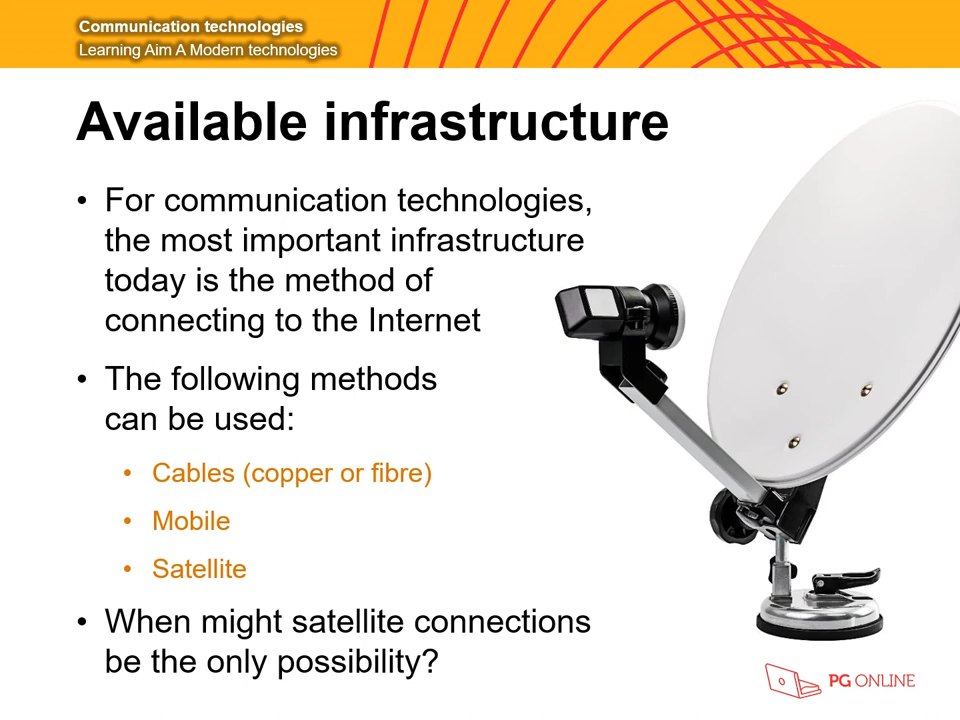 Communication technologies
Learning Aim A Modern technologies
Available infrastructure
• For communication technologies,
the most important infrastructure
today is the method of
connecting to the Internet
• The following methods
can be used:
• Cables (copper or fibre)
• Mobile
• Satellite
• When might satellite connections
be the only possibility?
PG ONLINE